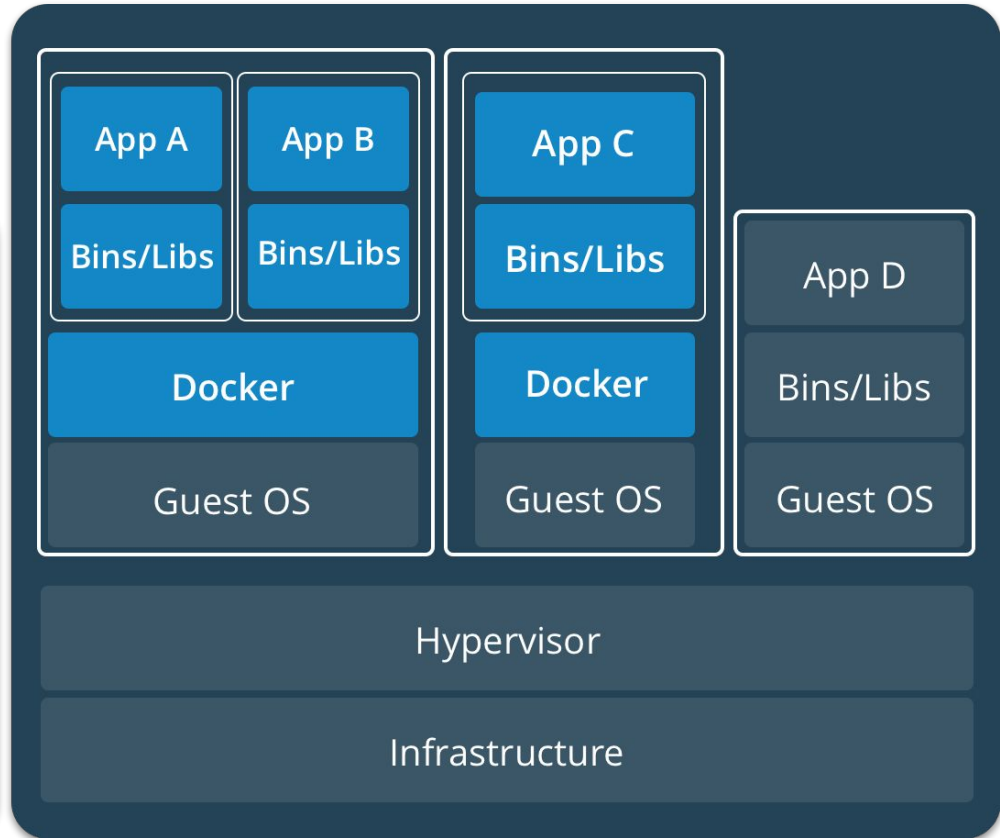 App A
App B
App C
Bins/Libs
Bins/Libs
Bins/Libs
App D
Docker
Docker
Bins/Libs
Guest OS
Guest OS
Guest OS
Hypervisor
Infrastructure